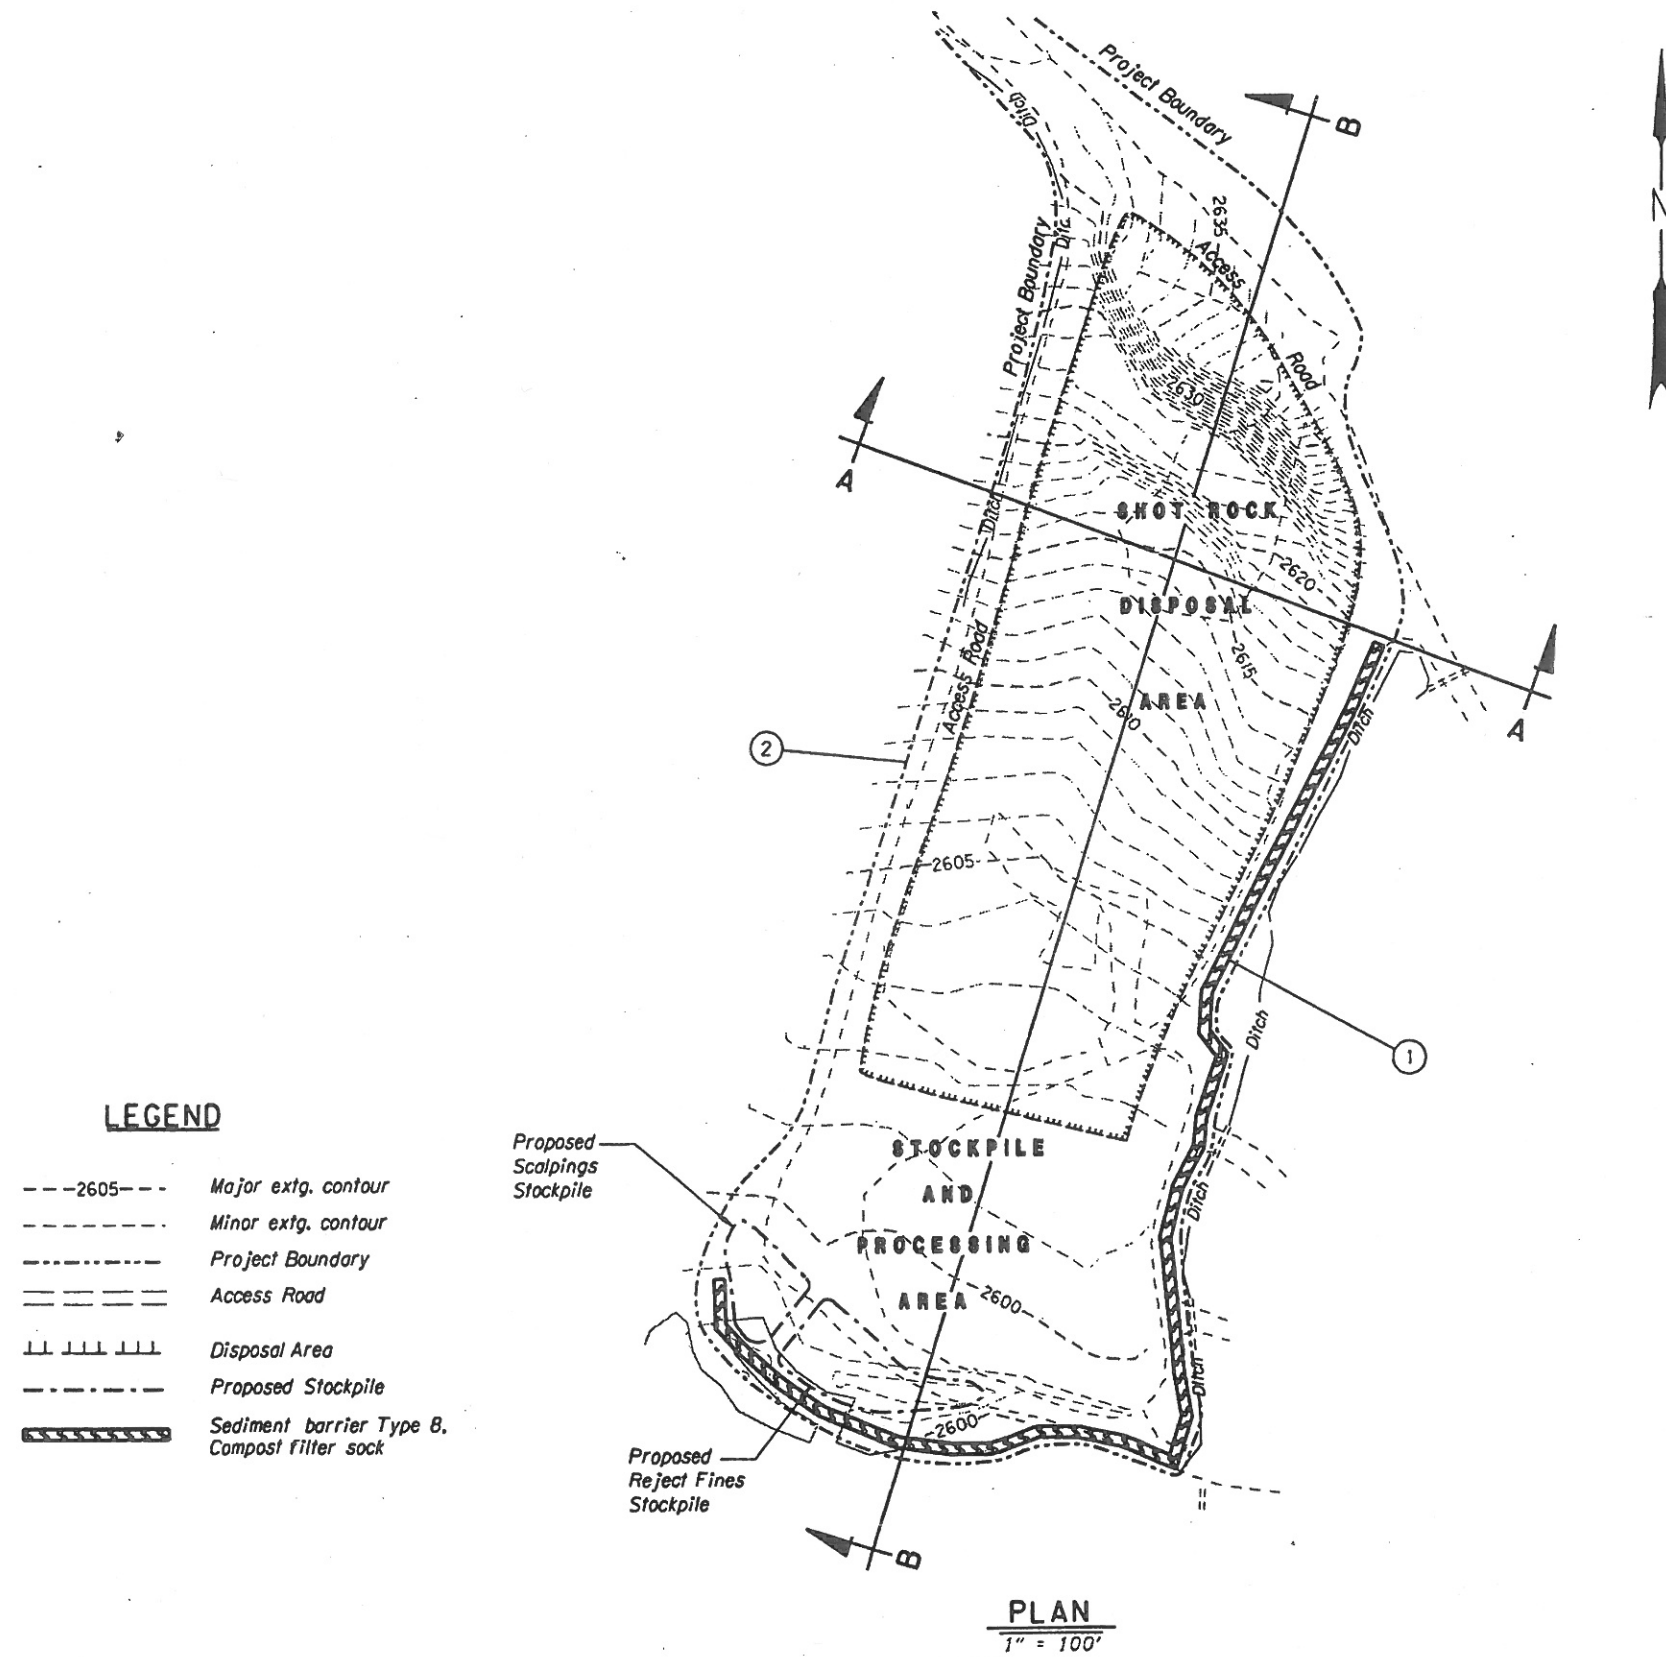 Project Boundary
B
N
Ditch
2635
Project Boundary
Ditc
Access
Road
2630
A
SHOT ROCK
Ditch
2620
DISPOSAL
Access Road
2615
AREA
2610
A
Ditch
2
2605
Ditch
1
LEGEND
2605
Major extg. contour
Minor extg. contour
Project Boundary
Access Road
Disposal Area
Proposed Stockpile
Sediment barrier Type 8,
Compost filter sock
Proposed
Scalpings
Stockpile
STOCKPILE
AND
PROCESSING
AREA
Ditch
2600
Ditch
2600
Proposed
Reject Fines
Stockpile
B
PLAN
1" = 100'